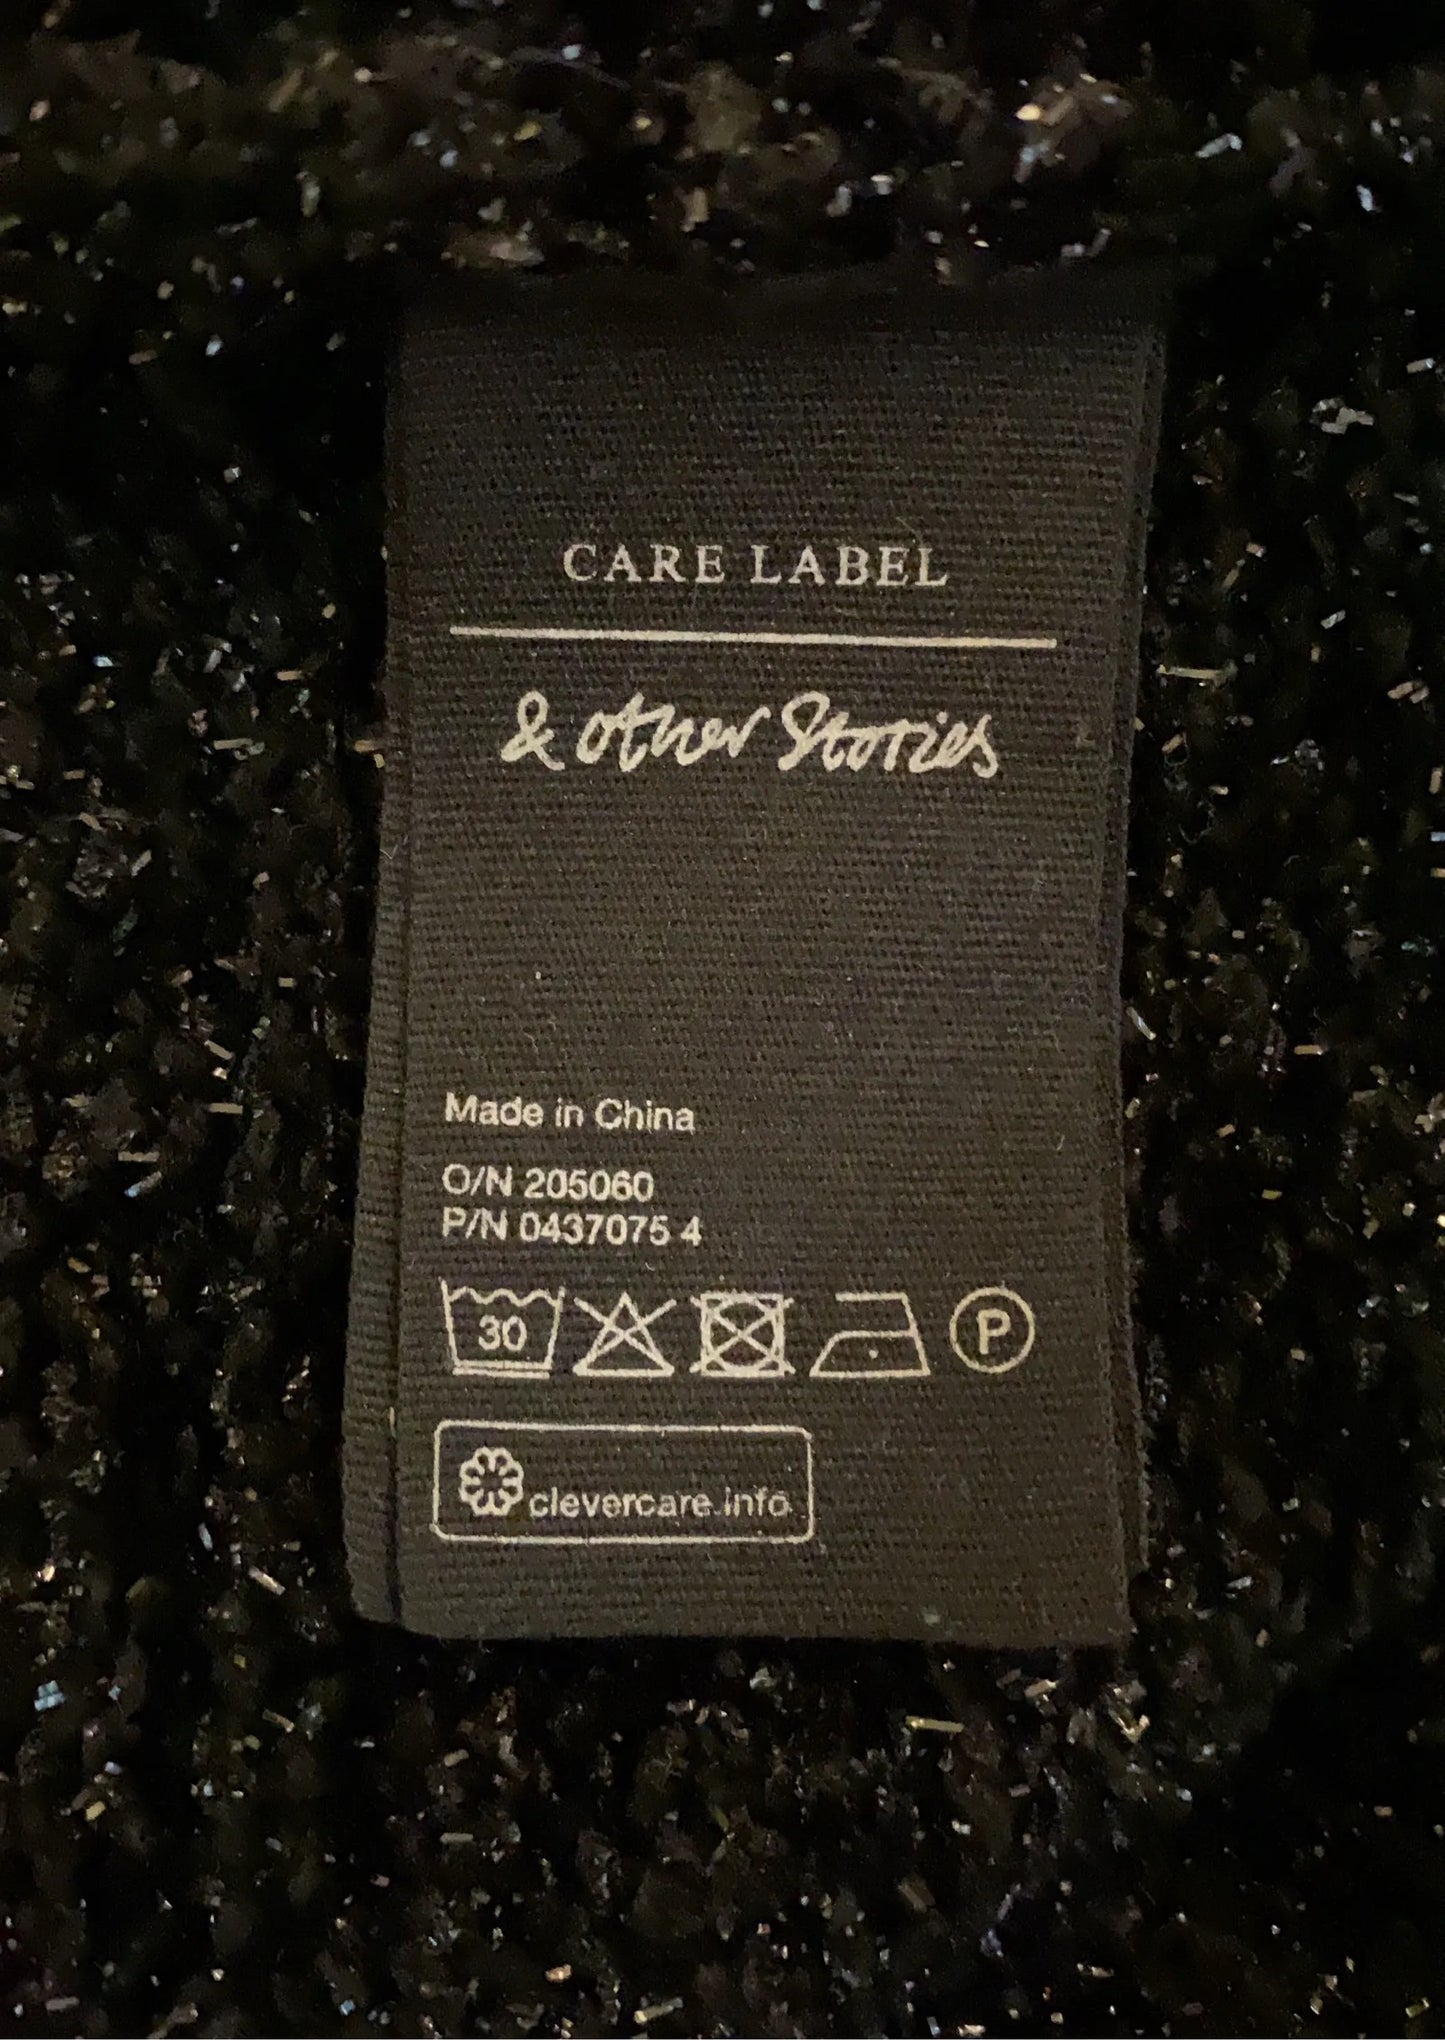 CARE LABEL
& other Stories
Made in China
O/N 205060
P/N 0437075 4
30
P
clevercare.info